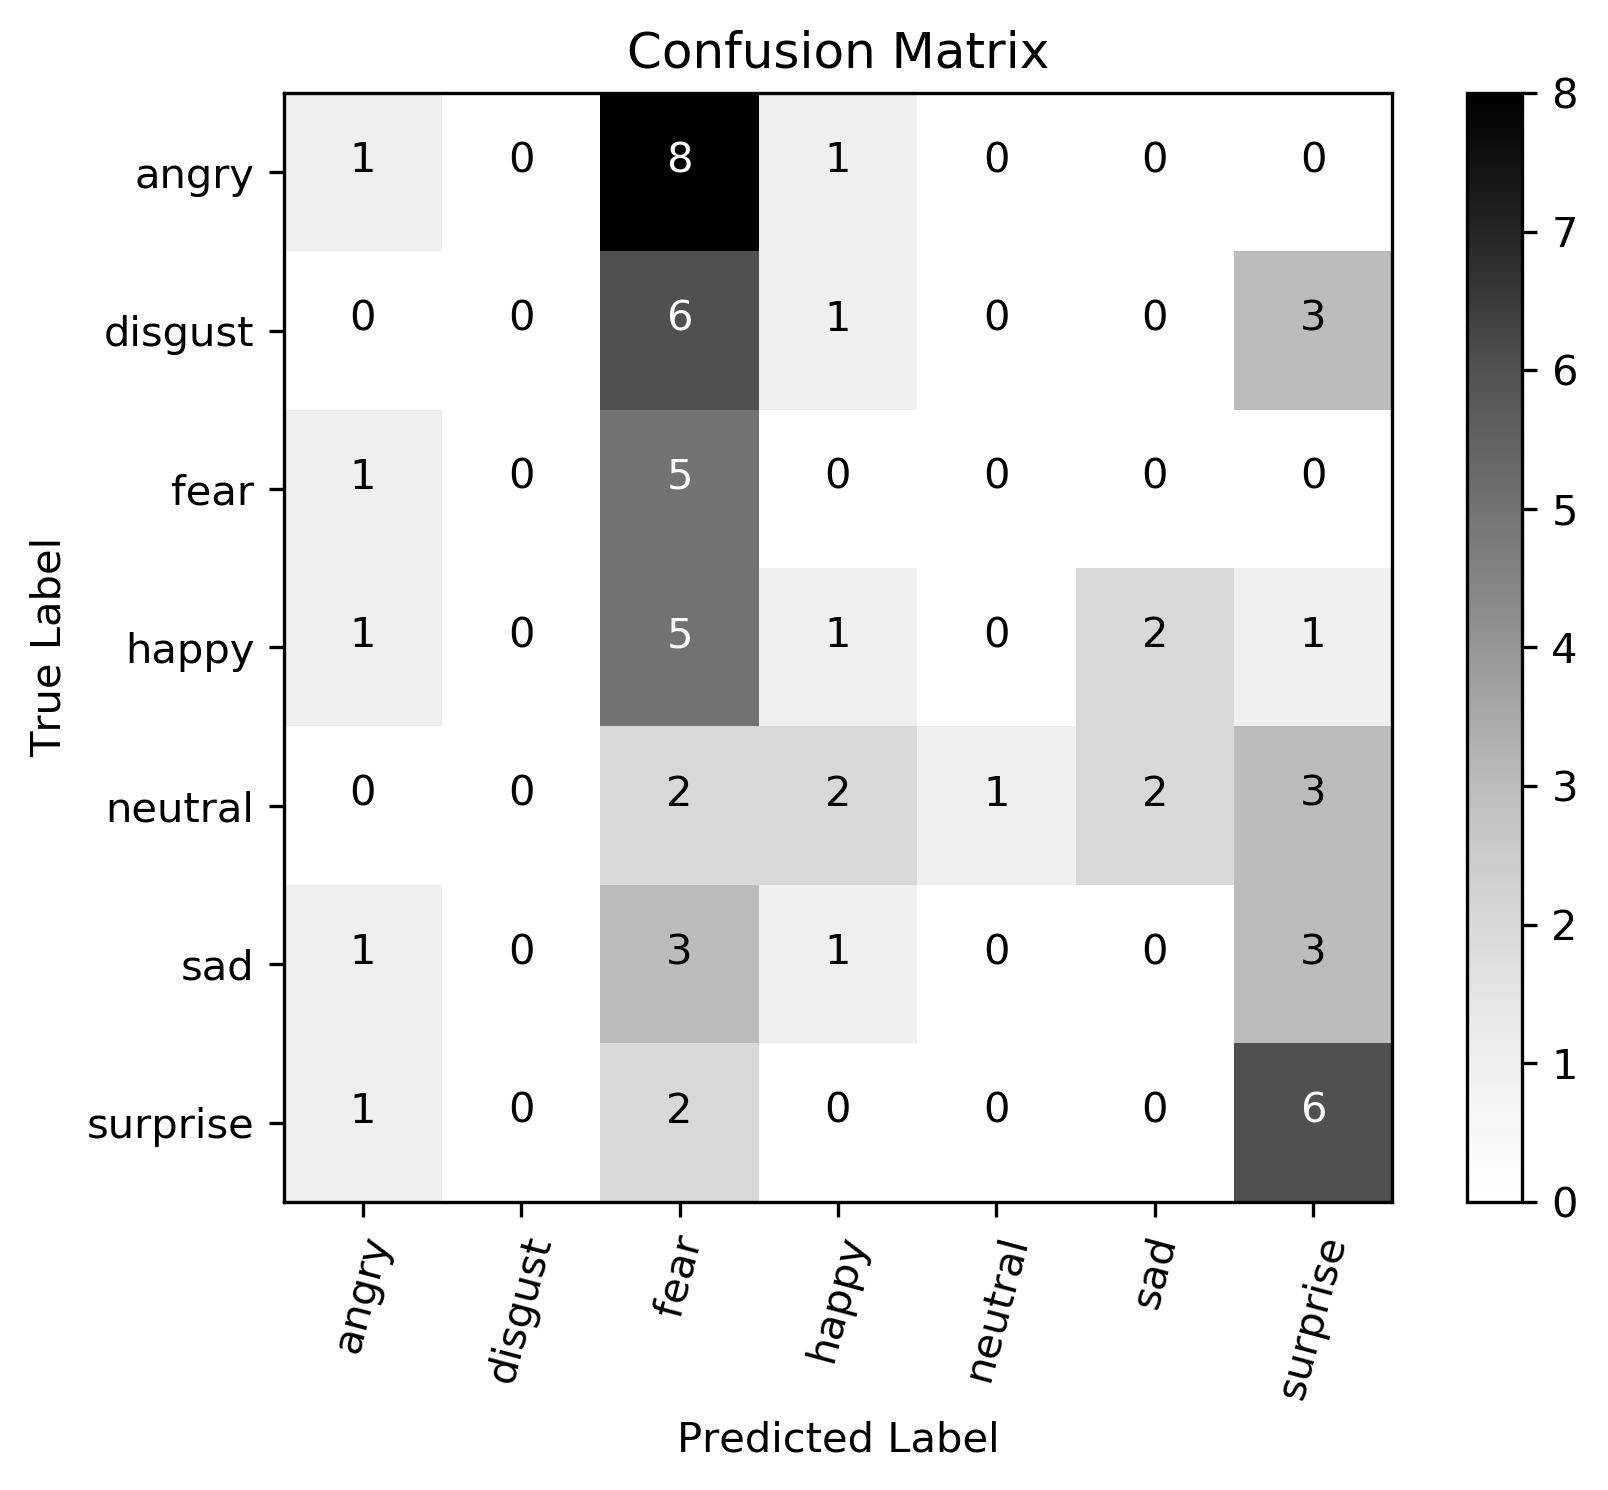 Confusion Matrix
angry 1 0 8 1 0 0 0
disgust 0 0 6 1 0 0 3
fear 1 0 5 0 0 0 0
happy 1 0 5 1 0 2 1
neutral 0 0 2 2 1 2 3
sad 1 0 3 1 0 0 3
surprise 1 0 2 0 0 0 6
angry disgust fear happy neutral sad surprise
Predicted Label
True Label
8
7
6
5
4
3
2
1
0